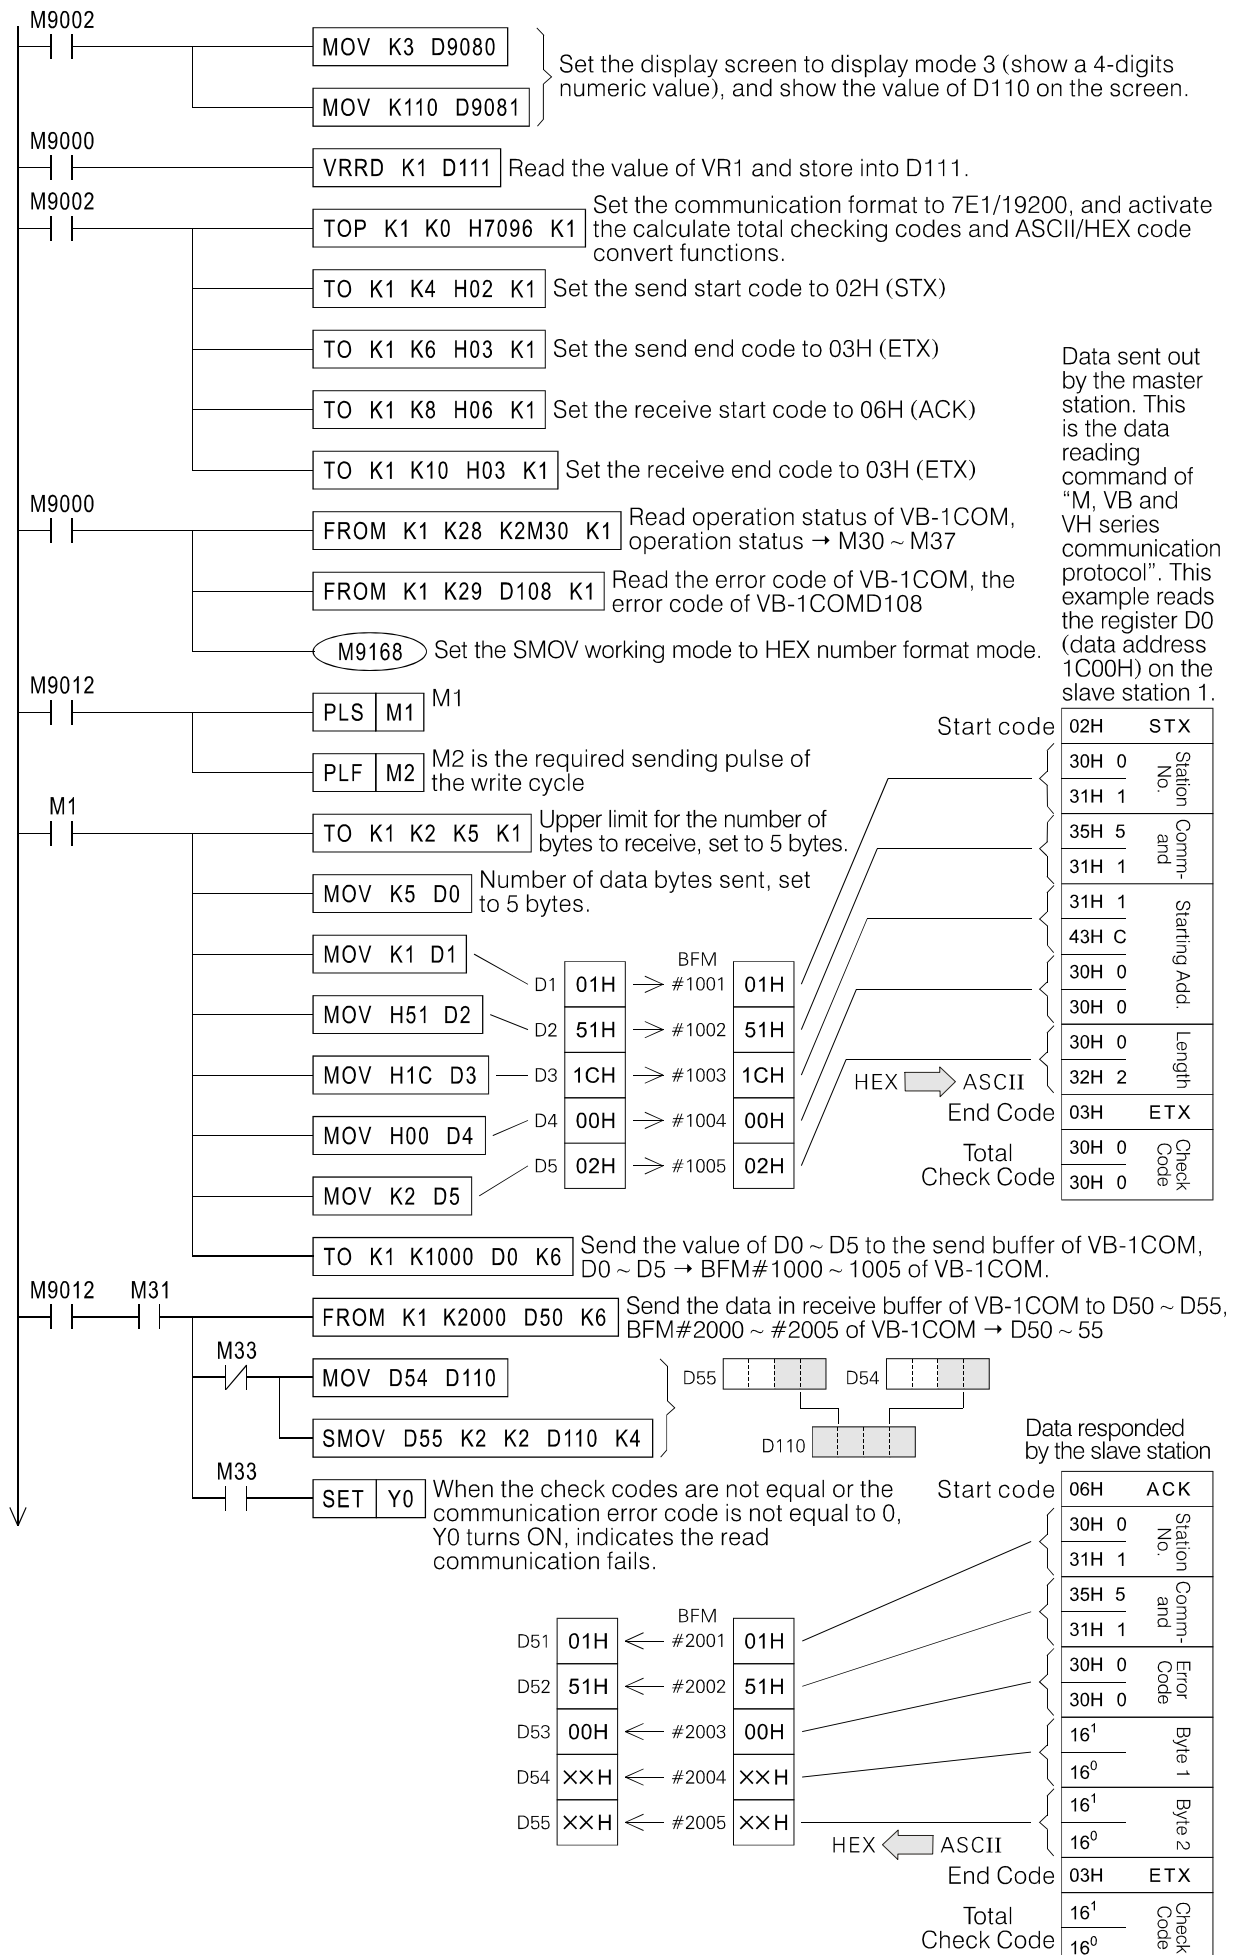 M9002
MOV K3 D9080
MOV K110 D9081
Set the display screen to display mode 3 (show a 4-digits
numeric value), and show the value of D110 on the screen.
M9000
VRRD K1 D111
Read the value of VR1 and store into D111.
M9002
TOP K1 K0 H7096 K1
Set the communication format to 7E1/19200, and activate
the calculate total checking codes and ASCII/HEX code
convert functions.
TO K1 K4 H02 K1
Set the send start code to 02H (STX)
TO K1 K6 H03 K1
Set the send end code to 03H (ETX)
TO K1 K8 H06 K1
Set the receive start code to 06H (ACK)
TO K1 K10 H03 K1
Set the receive end code to 03H (ETX)
M9000
FROM K1 K28 K2M30 K1
Read operation status of VB-1COM,
operation status → M30 ~ M37
FROM K1 K29 D108 K1
Read the error code of VB-1COM, the
error code of VB-1COMD108
M9168
Set the SMOV working mode to HEX number format mode.
Data sent out
by the master
station. This
is the data
reading
command of
“M, VB and
VH series
communication
protocol”. This
example reads
the register D0
(data address
1C00H) on the
slave station 1.
M9012
PLS M1
M1
PLF M2
M2 is the required sending pulse of
the write cycle
M1
TO K1 K2 K5 K1
Upper limit for the number of
bytes to receive, set to 5 bytes.
MOV K5 D0
Number of data bytes sent, set
to 5 bytes.
MOV K1 D1
MOV H51 D2
MOV H1C D3
MOV H00 D4
MOV K2 D5
BFM
D1 01H #1001 01H
D2 51H #1002 51H
D3 1CH #1003 1CH
D4 00H #1004 00H
D5 02H #1005 02H
HEX ASCII
Start code 02H STX
30H 0
31H 1
Station
No.
35H 5
31H 1
Comm-
and
31H 1
43H C
30H 0
30H 0
Starting Add.
30H 0
32H 2
Length
End Code 03H ETX
Total
Check Code
30H 0
30H 0
Check
Code
TO K1 K1000 D0 K6
Send the value of D0 ~ D5 to the send buffer of VB-1COM,
D0 ~ D5 → BFM#1000 ~ 1005 of VB-1COM.
M9012 M31
FROM K1 K2000 D50 K6
Send the data in receive buffer of VB-1COM to D50 ~ D55,
BFM#2000 ~ #2005 of VB-1COM → D50 ~ 55
M33
MOV D54 D110
SMOV D55 K2 K2 D110 K4
D55 D54
D110
M33
SET Y0
When the check codes are not equal or the
communication error code is not equal to 0,
Y0 turns ON, indicates the read
communication fails.
Data responded
by the slave station
Start code 06H ACK
30H 0
31H 1
Station
No.
35H 5
31H 1
Comm-
and
30H 0
30H 0
Error
Code
16¹
16⁰
Byte 1
16¹
16⁰
Byte 2
BFM
D51 01H #2001 01H
D52 51H #2002 51H
D53 00H #2003 00H
D54 ××H #2004 ××H
D55 ××H #2005 ××H
HEX ASCII
End Code 03H ETX
Total
Check Code
16¹
16⁰
Check
Code